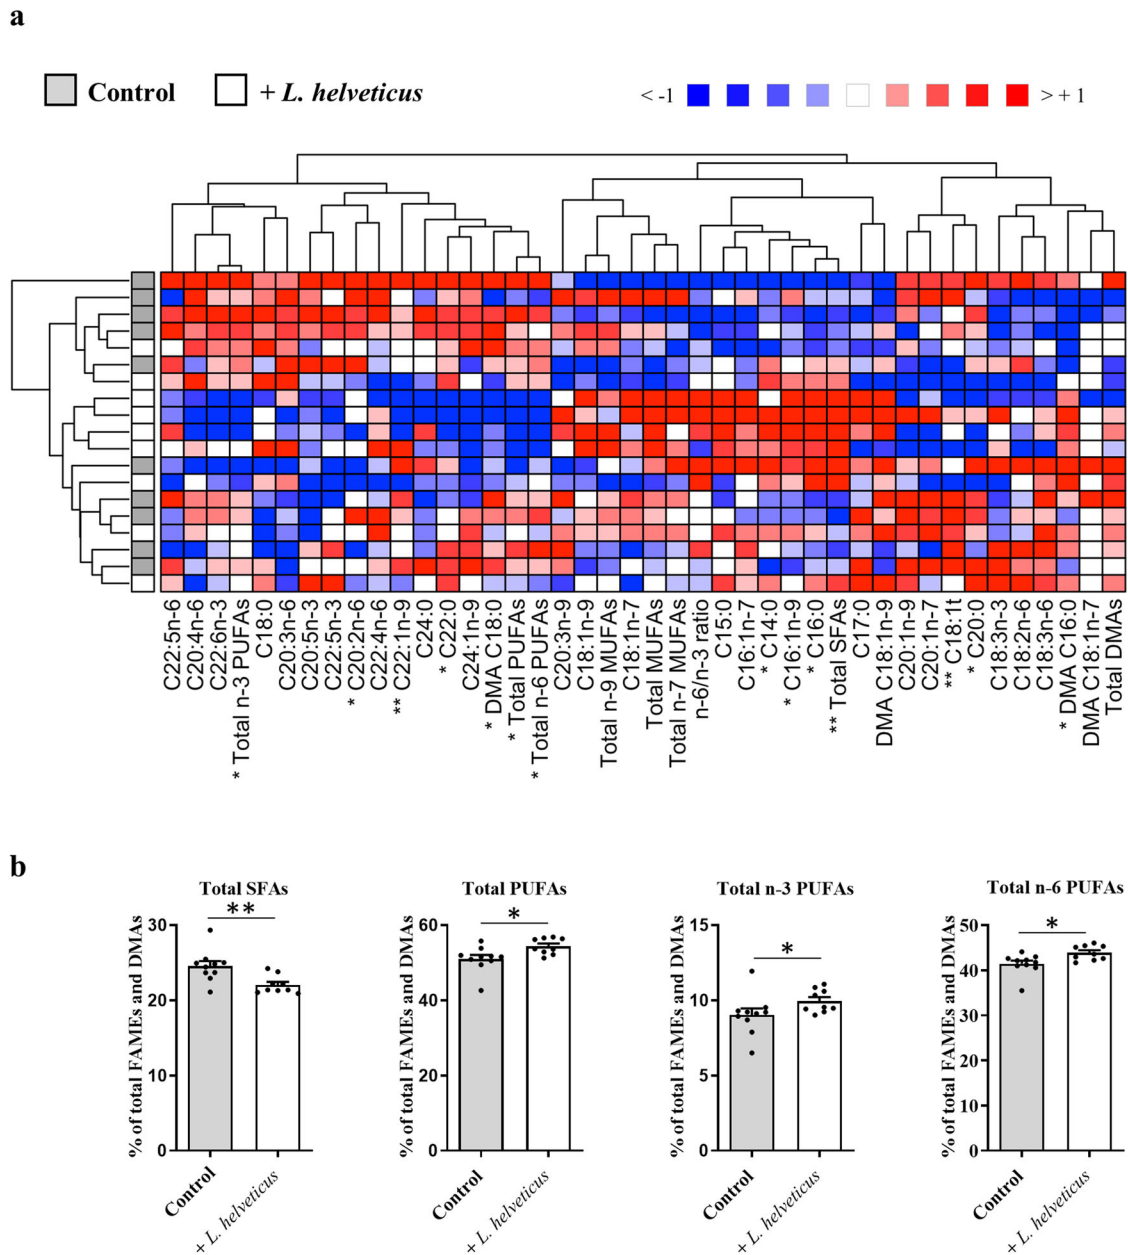 a
Control
+ L. helveticus
< -1
> + 1
C22:5n-6
C20:4n-6
C22:6n-3
* Total n-3 PUFAs
C18:0
C20:3n-6
C20:5n-3
C22:5n-3
* C20:2n-6
C22:4n-6
** C22:1n-9
C24:0
* C22:0
C24:1n-9
* DMA C18:0
* Total PUFAs
* Total n-6 PUFAs
C20:3n-9
C18:1n-9
Total n-9 MUFAs
C18:1n-7
Total MUFAs
Total n-7 MUFAs
n-6/n-3 ratio
C15:0
C16:1n-7
* C14:0
* C16:1n-9
* C16:0
** Total SFAs
C17:0
DMA C18:1n-9
C20:1n-9
C20:1n-7
** C18:1t
* C20:0
C18:3n-3
C18:2n-6
C18:3n-6
* DMA C16:0
DMA C18:1n-7
Total DMAs
b
Total SFAs
% of total FAMEs and DMAs
30
20
10
0
**
Control
+ L. helveticus
Total PUFAs
% of total FAMEs and DMAs
60
40
20
0
*
Control
+ L. helveticus
Total n-3 PUFAs
% of total FAMEs and DMAs
15
10
5
0
*
Control
+ L. helveticus
Total n-6 PUFAs
% of total FAMEs and DMAs
50
40
30
20
10
0
*
Control
+ L. helveticus